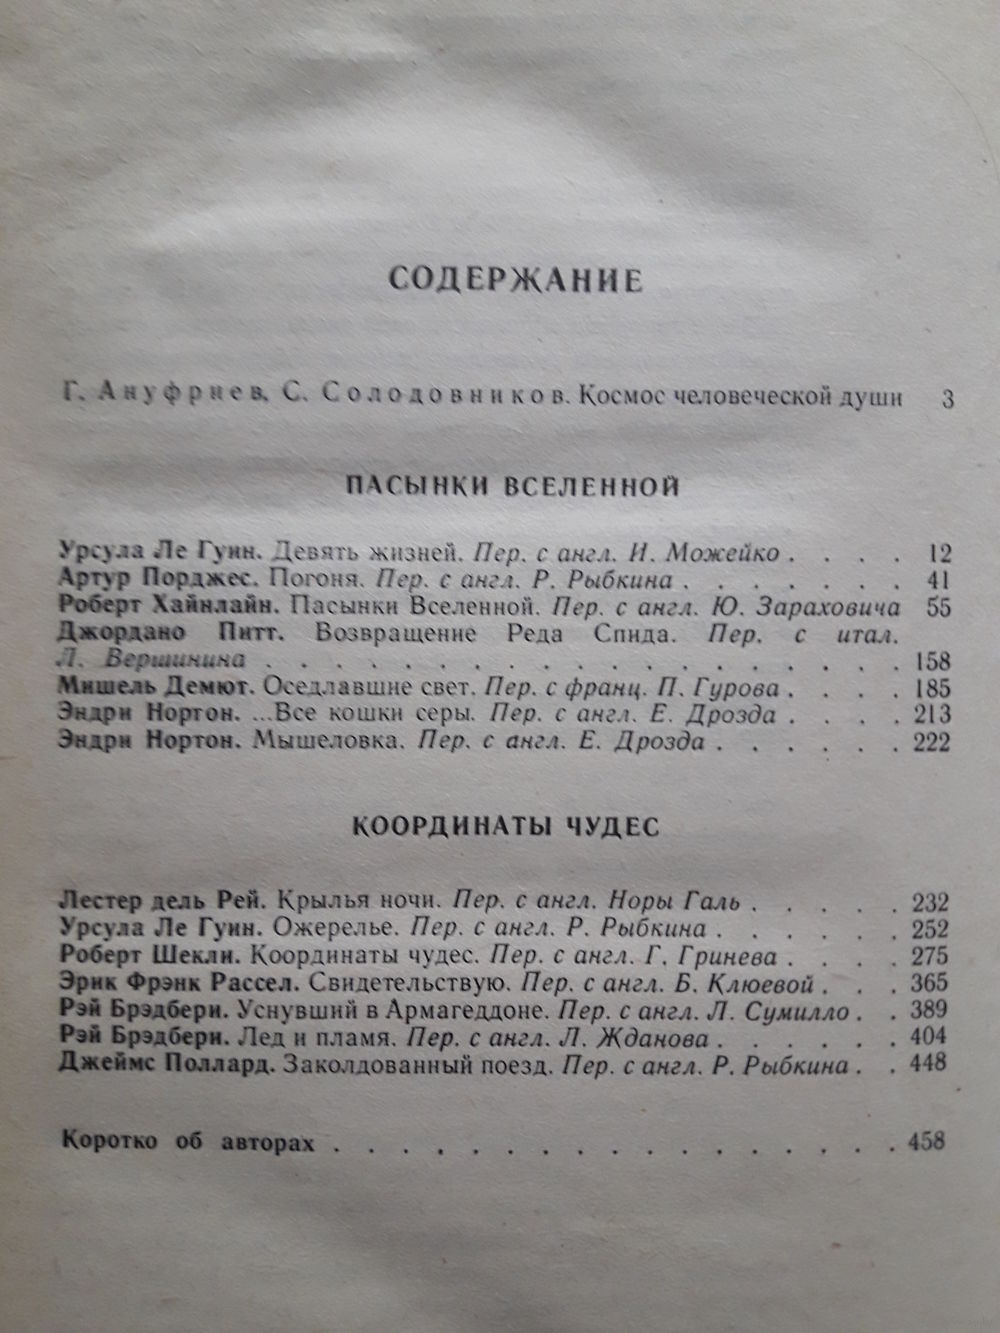 СОДЕРЖАНИЕ
Г. Ануфриев, С. Солодовников. Космос человеческой души 3
ПАСЫНКИ ВСЕЛЕННОЙ
Урсула Ле Гуин. Девять жизней. Пер. с англ. И. Можейко . . . . 12
Артур Порджес. Погоня. Пер. с англ. Р. Рыбкина . . . . . . . 41
Роберт Хайнлайн. Пасынки Вселенной. Пер. с англ. Ю. Зараховича 55
Джордано Питт. Возвращение Реда Спида. Пер. с итал.
Л. Вершинина . . . . . . . . . . . . . . . . . . . 158
Мишель Демют. Оседлавшие свет. Пер. с франц. П. Гурова . . . . 185
Эндри Нортон. ...Все кошки серы. Пер. с англ. Е. Дрозда . . . . 213
Эндри Нортон. Мышеловка. Пер. с англ. Е. Дрозда . . . . . . 222
КООРДИНАТЫ ЧУДЕС
Лестер дель Рей. Крылья ночи. Пер. с англ. Норы Галь . . . . . 232
Урсула Ле Гуин. Ожерелье. Пер. с англ. Р. Рыбкина . . . . . . 252
Роберт Шекли. Координаты чудес. Пер. с англ. Г. Гринева . . . . 275
Эрик Фрэнк Рассел. Свидетельствую. Пер. с англ. Б. Клюевой . . . 365
Рэй Брэдбери. Уснувший в Армагеддоне. Пер. с англ. Л. Сумилло . . 389
Рэй Брэдбери. Лед и пламя. Пер. с англ. Л. Жданова . . . . . . 404
Джеймс Поллард. Заколдованный поезд. Пер. с англ. Р. Рыбкина . . 448
Коротко об авторах . . . . . . . . . . . . . . . . . 458